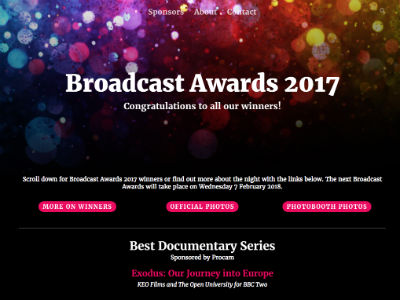 Sponsors About Contact
Broadcast Awards 2017
Congratulations to all our winners!
Scroll down for Broadcast Awards 2017 winners or find out more about the night with the links below. The next Broadcast
Awards will take place on Wednesday 7 February 2018.
MORE ON WINNERS OFFICIAL PHOTOS PHOTOBOOTH PHOTOS
Best Documentary Series
Sponsored by Procam
Exodus: Our Journey into Europe
KEO Films and The Open University for BBC Two